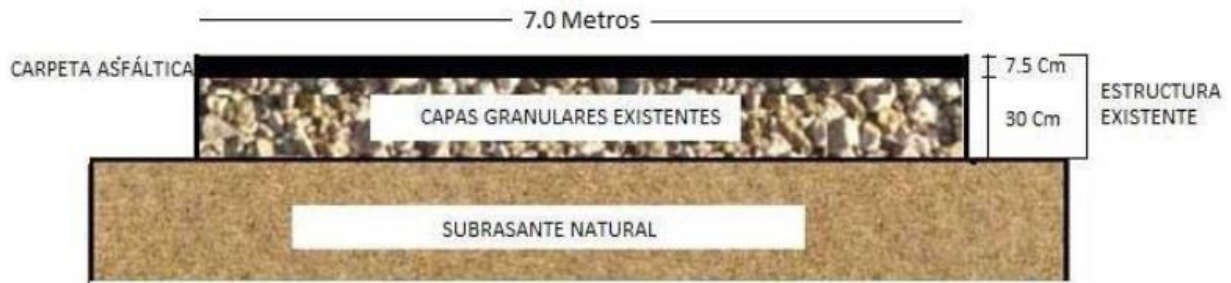 7.0 Metros
CARPETA ASFÁLTICA
7.5 Cm
CAPAS GRANULARES EXISTENTES
30 Cm
ESTRUCTURA
EXISTENTE
SUBRASANTE NATURAL